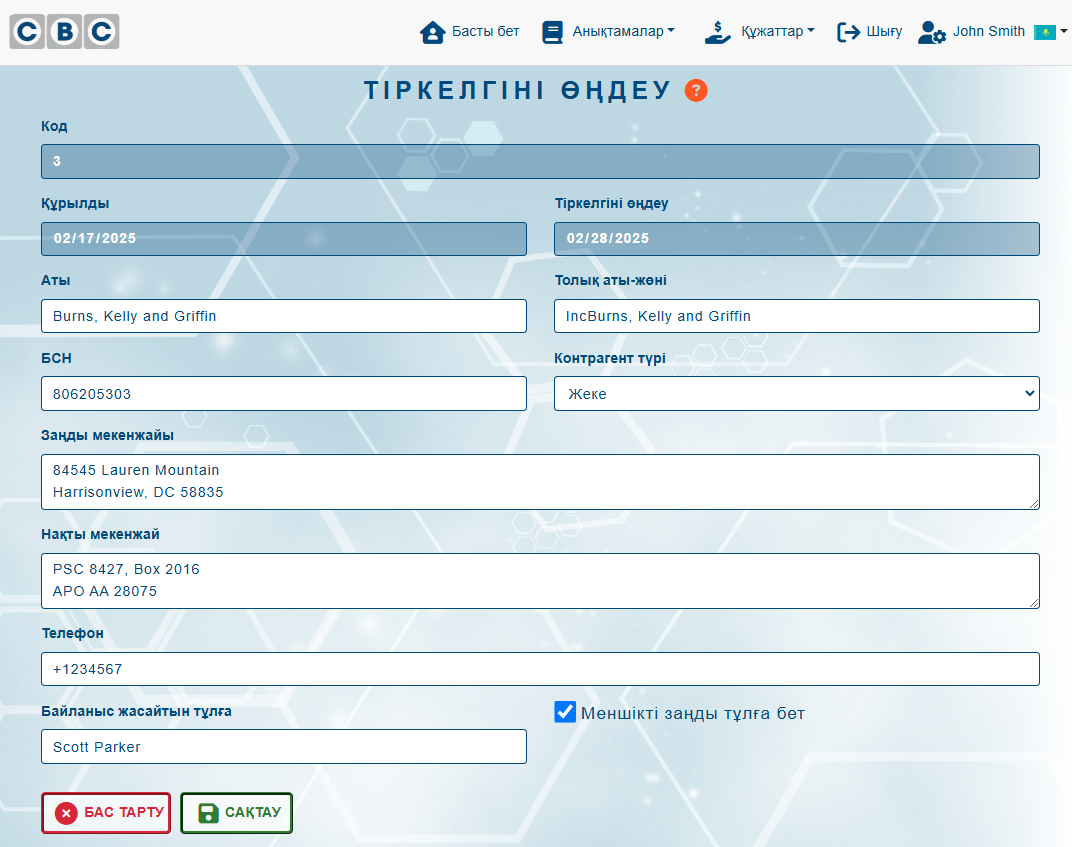 CBC
Басты бет
Анықтамалар
Құжаттар
Шығу
John Smith
ТІРКЕЛГІНІ ӨҢДЕУ ?
Код
3
Құрылды
Тіркелгіні өңдеу
02/17/2025
02/28/2025
Аты
Толық аты-жөні
Burns, Kelly and Griffin
IncBurns, Kelly and Griffin
БСН
Контрагент түрі
806205303
Жеке
Заңды мекенжайы
84545 Lauren Mountain
Harrisonview, DC 58835
Нақты мекенжай
PSC 8427, Box 2016
APO AA 28075
Телефон
+1234567
Байланыс жасайтын тұлға
Меншікті заңды тұлға бет
Scott Parker
БАС ТАРТУ
САҚТАУ